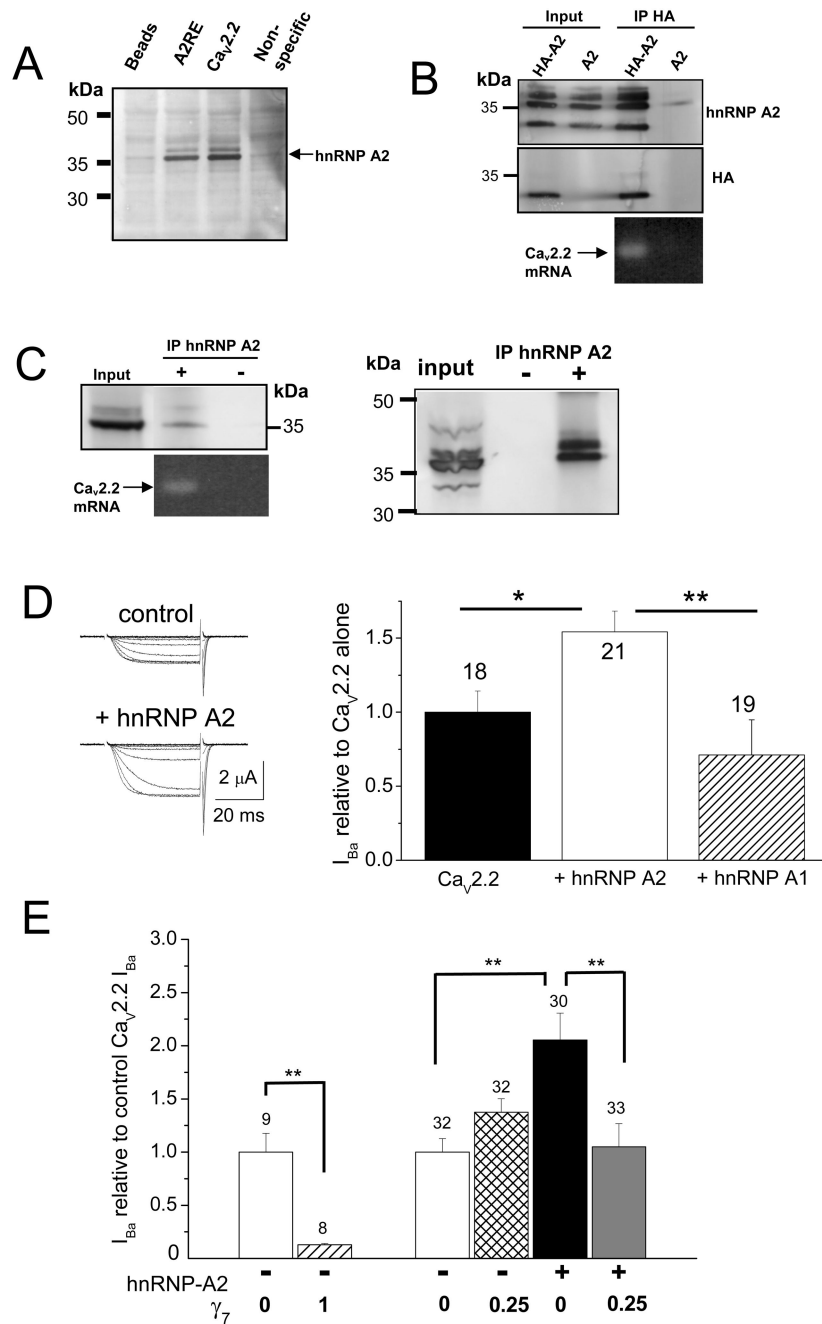 A
Beads
A2RE
CaV2.2
Non-specific
kDa
50
35
30
hnRNP A2
B
Input
IP HA
HA-A2
A2
HA-A2
A2
kDa
35
hnRNP A2
35
HA
Cav2.2
mRNA
C
IP hnRNP A2
Input
+
-
kDa
35
Cav2.2
mRNA
kDa
input
IP hnRNP A2
-
+
50
35
30
D
control
+ hnRNP A2
2 μA
20 ms
IBa relative to CaV2.2 alone
1.5
1.0
0.5
0.0
*
**
18
21
19
CaV2.2
+ hnRNP A2
+ hnRNP A1
E
IBa relative to control CaV2.2 IBa
3.0
2.5
2.0
1.5
1.0
0.5
0
**
9
8
**
**
32
32
30
33
hnRNP-A2
- - - - + +
γ7
0 1 0 0.25 0 0.25